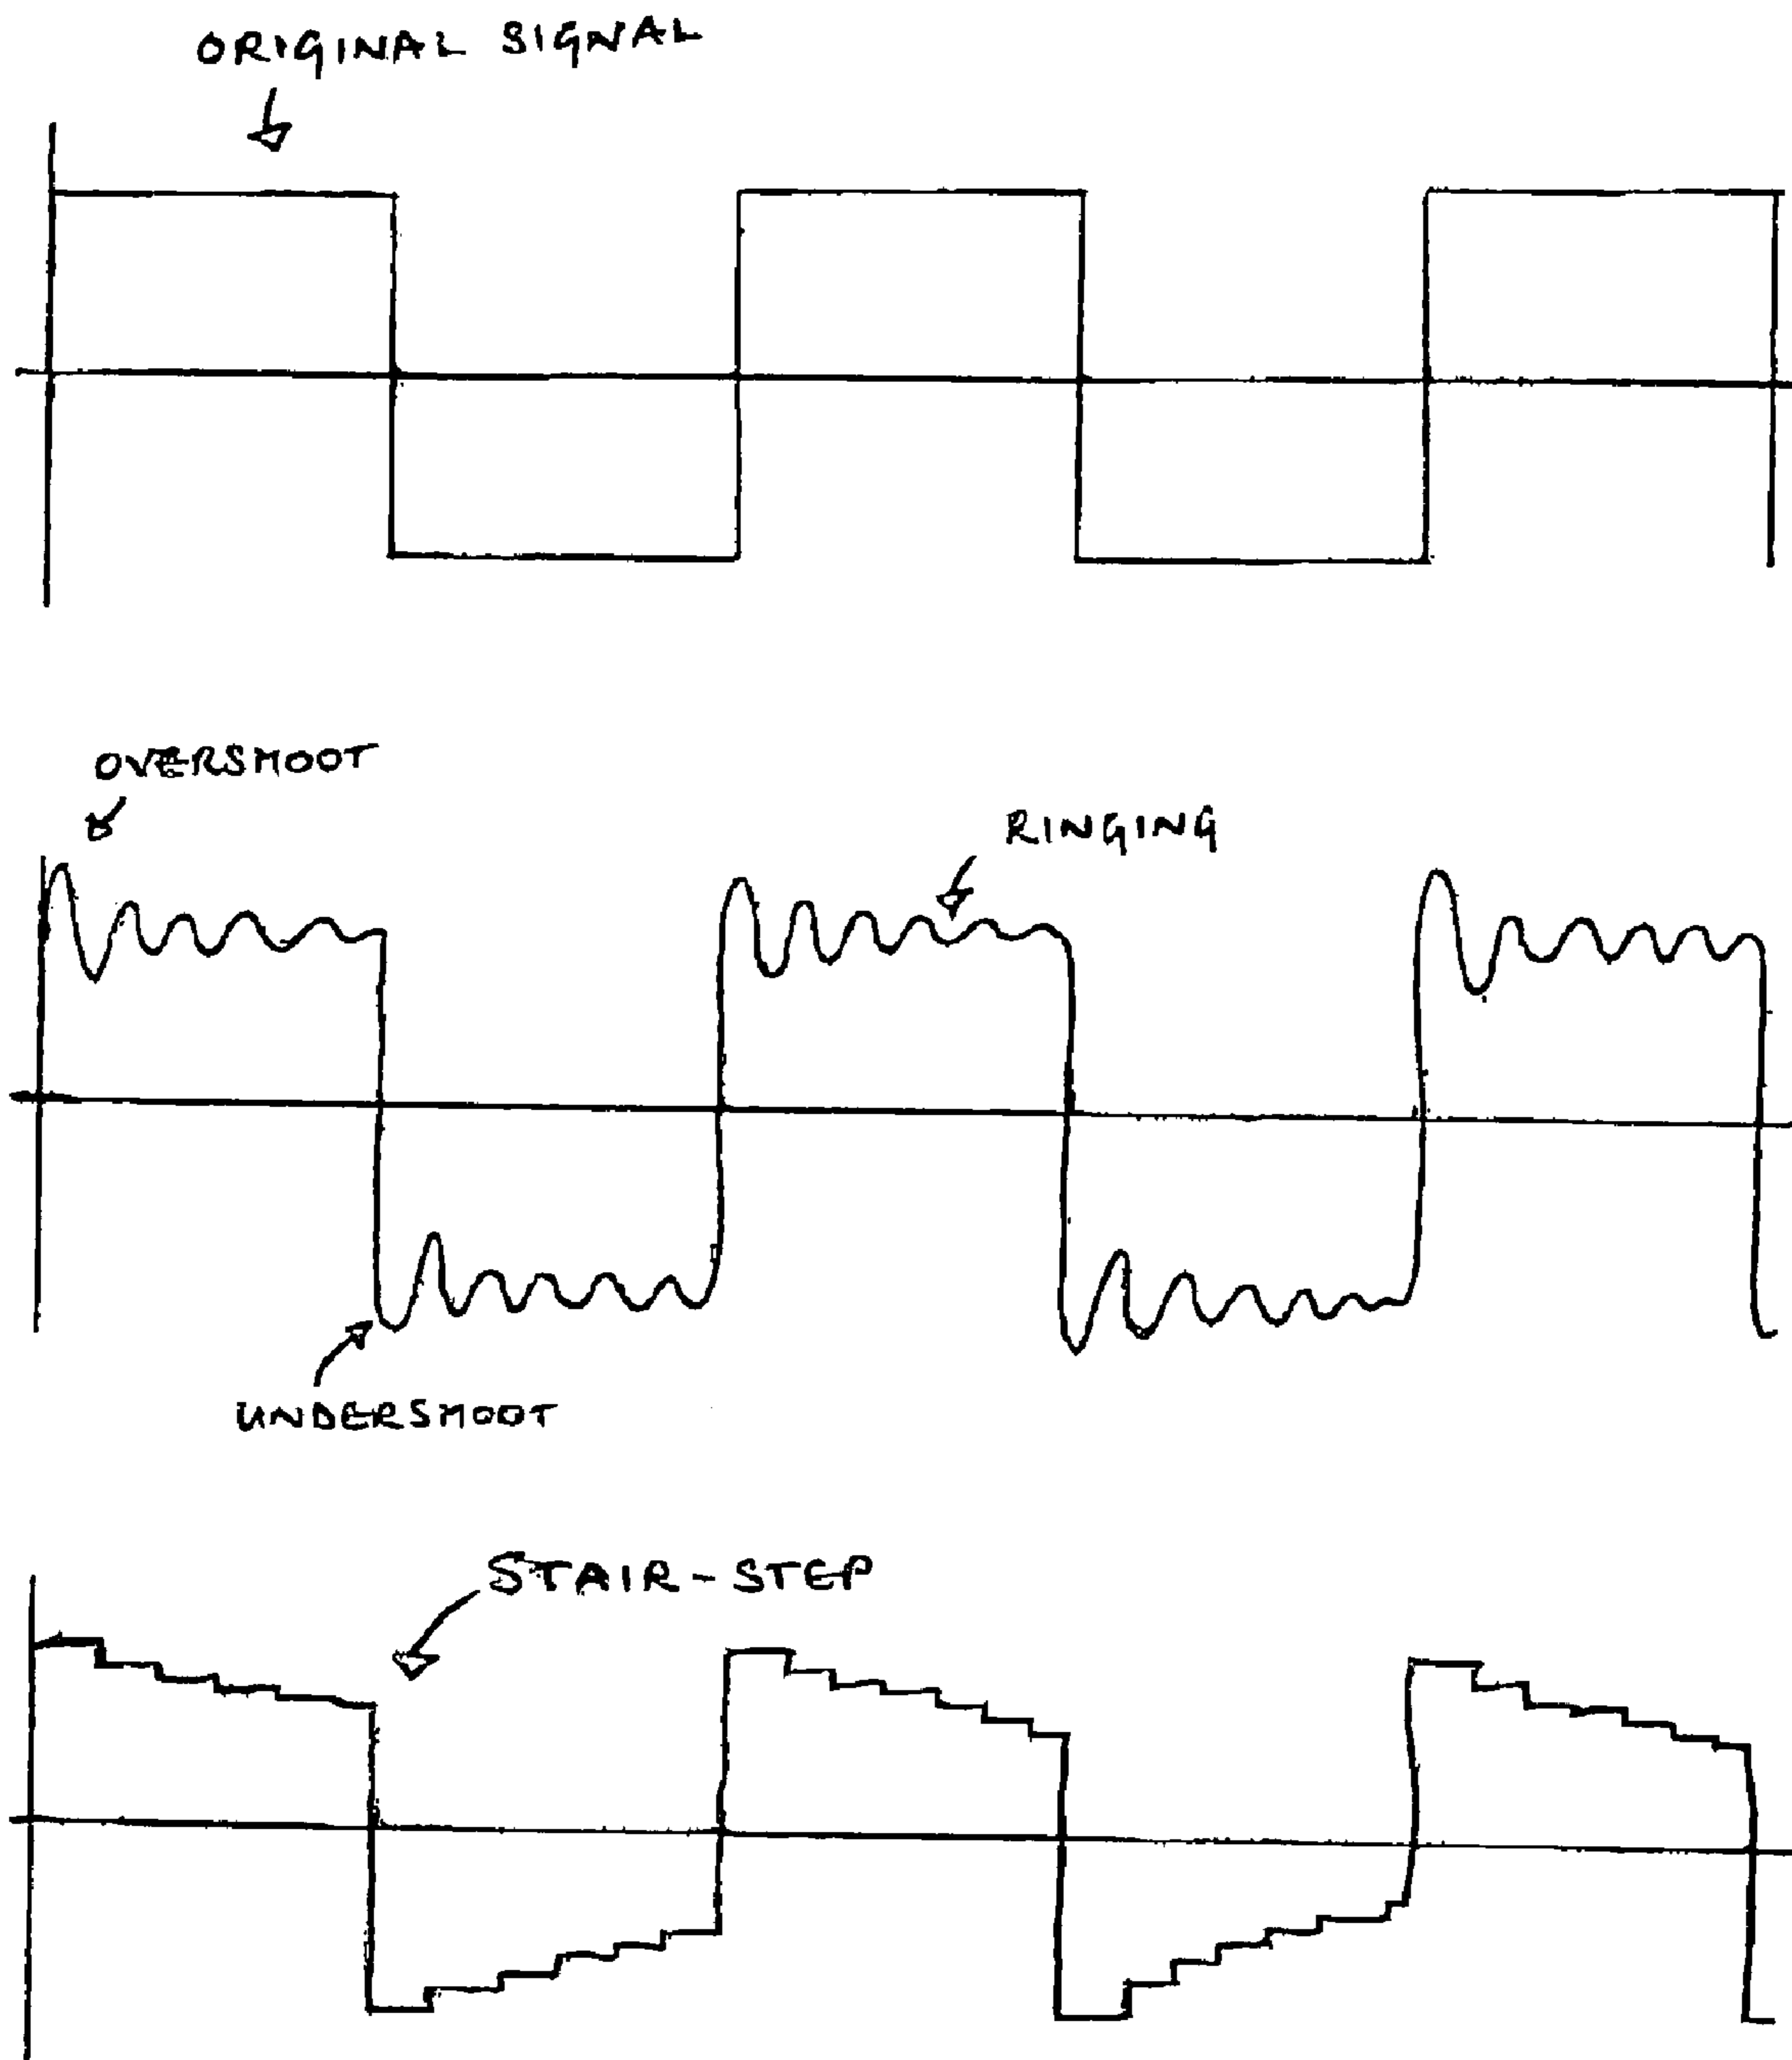 ORIGINAL SIGNAL
OVERSHOOT
RINGING
UNDERSHOOT
STAIR-STEP